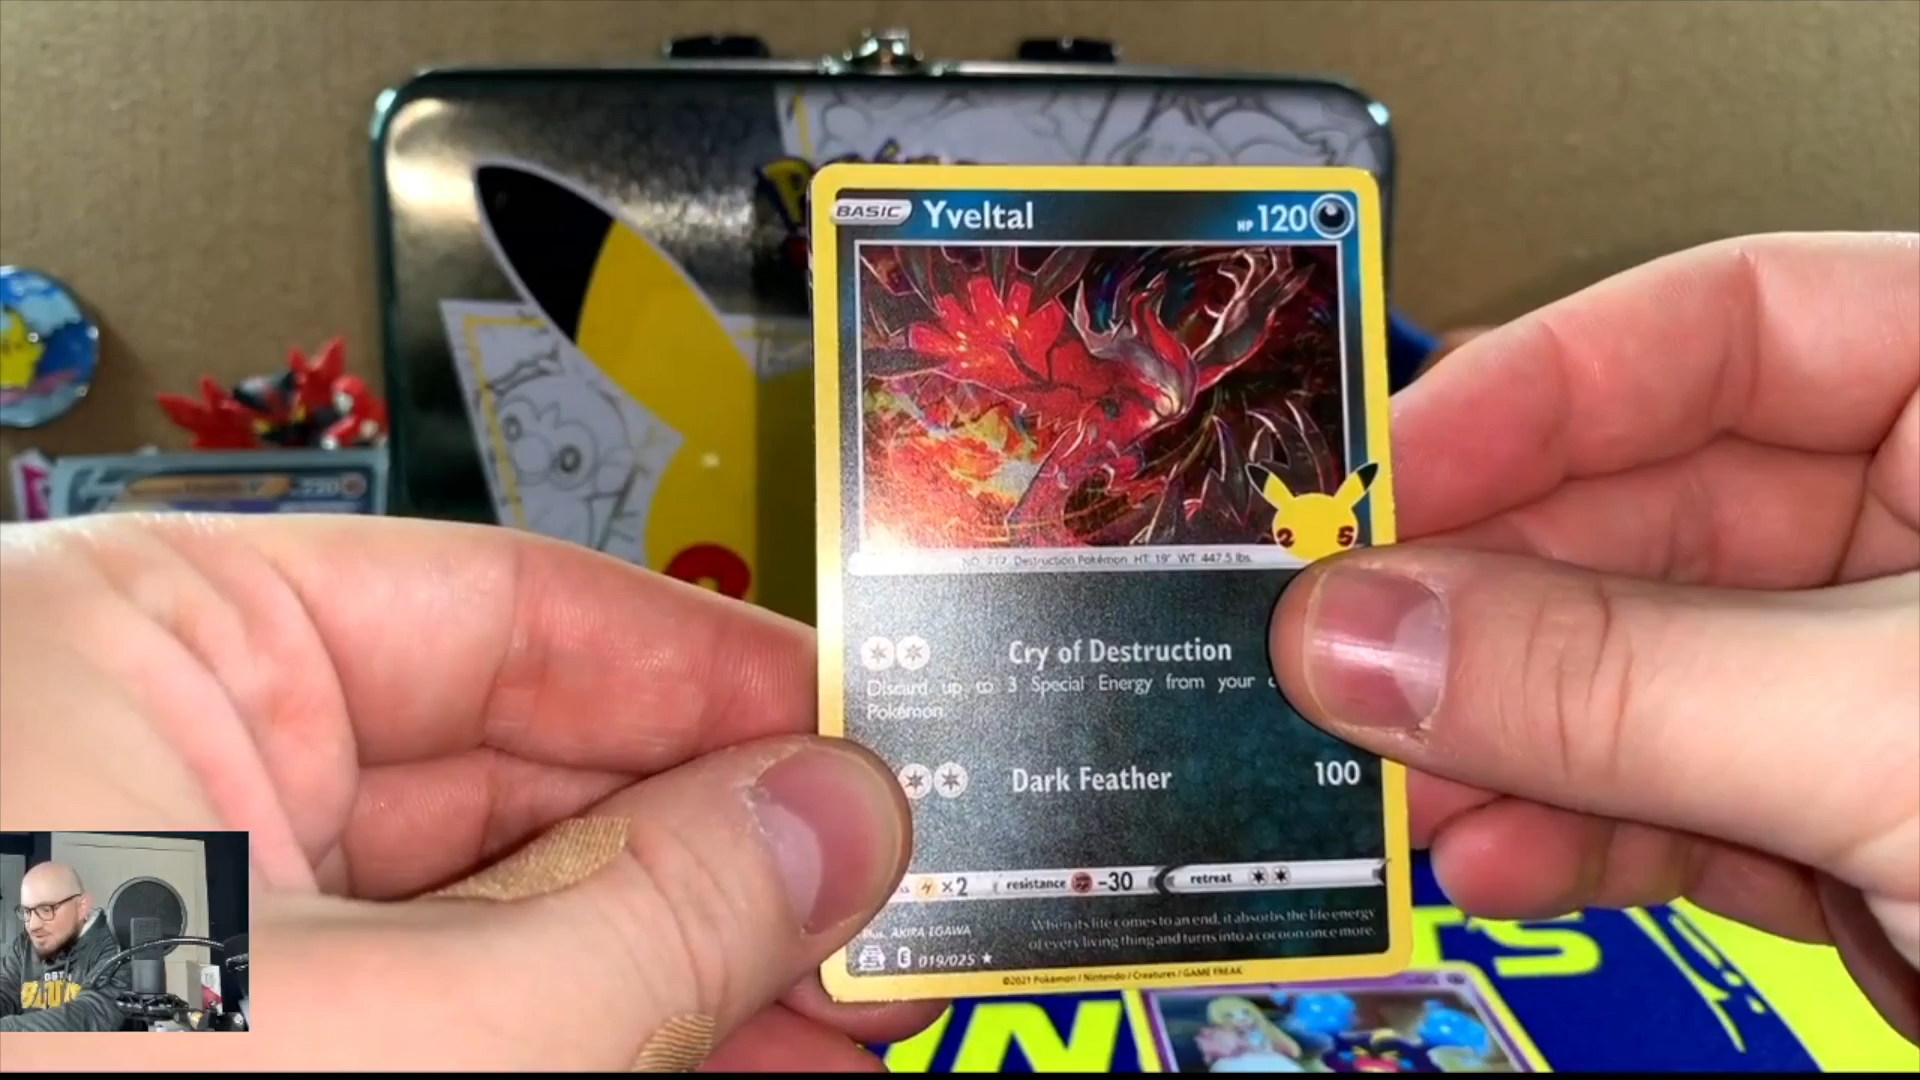 BASIC Yveltal HP 120
2 5
NO. 717 Destruction Pokémon HT: 19' WT: 447.5 lbs.
Cry of Destruction
Discard up to 3 Special Energy from your
Pokémon.
Dark Feather 100
×2 resistance -30 retreat
When its life comes to an end, it absorbs the life energy
of every living thing and turns into a cocoon once more.
Illus. AKIRA EGAWA
E 019/025
©2021 Pokémon / Nintendo / Creatures / GAME FREAK